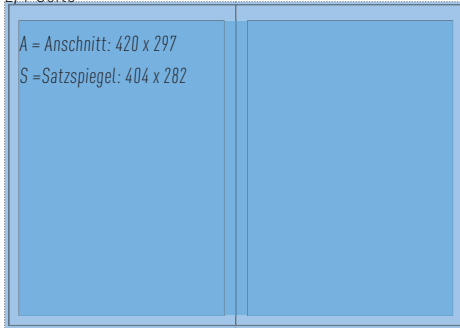 A = Anschnitt: 420 x 297
S =Satzspiegel: 404 x 282